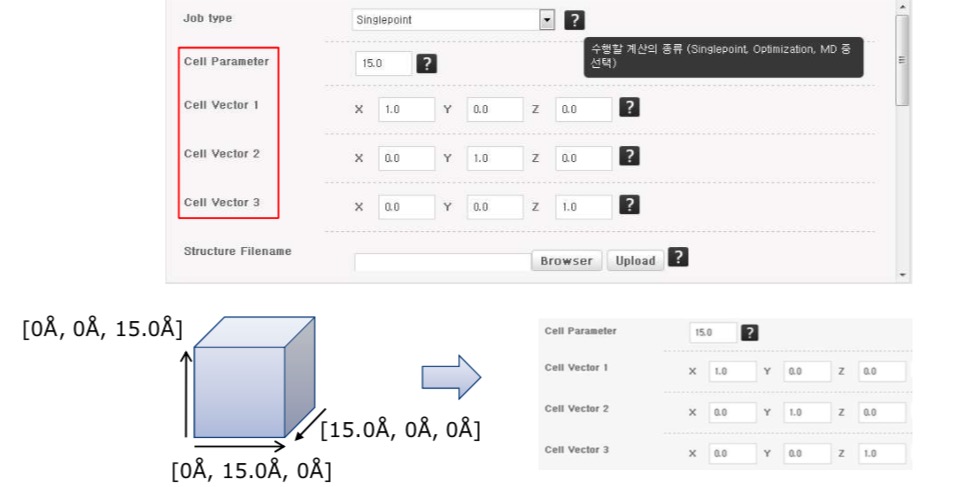 Job type Singlepoint ?
수행할 계산의 종류 (Singlepoint, Optimization, MD 중
선택)
Cell Parameter 15.0 ?
Cell Vector 1 X 1.0 Y 0.0 Z 0.0 ?
Cell Vector 2 X 0.0 Y 1.0 Z 0.0 ?
Cell Vector 3 X 0.0 Y 0.0 Z 1.0 ?
Structure Filename Browser Upload ?
[0Å, 0Å, 15.0Å]
[15.0Å, 0Å, 0Å]
[0Å, 15.0Å, 0Å]
Cell Parameter 15.0 ?
Cell Vector 1 X 1.0 Y 0.0 Z 0.0
Cell Vector 2 X 0.0 Y 1.0 Z 0.0
Cell Vector 3 X 0.0 Y 0.0 Z 1.0